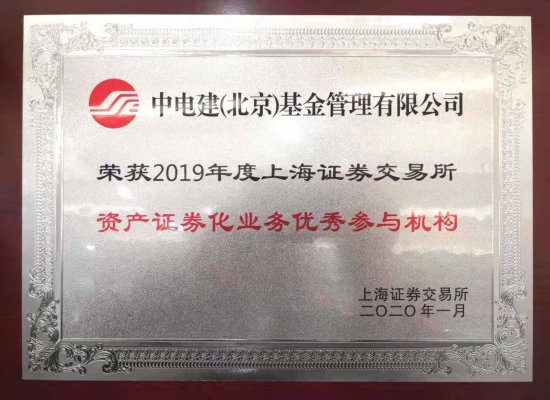 中电建(北京)基金管理有限公司
荣获2019年度上海证券交易所
资产证券化业务优秀参与机构
上海证券交易所
二〇二〇年一月